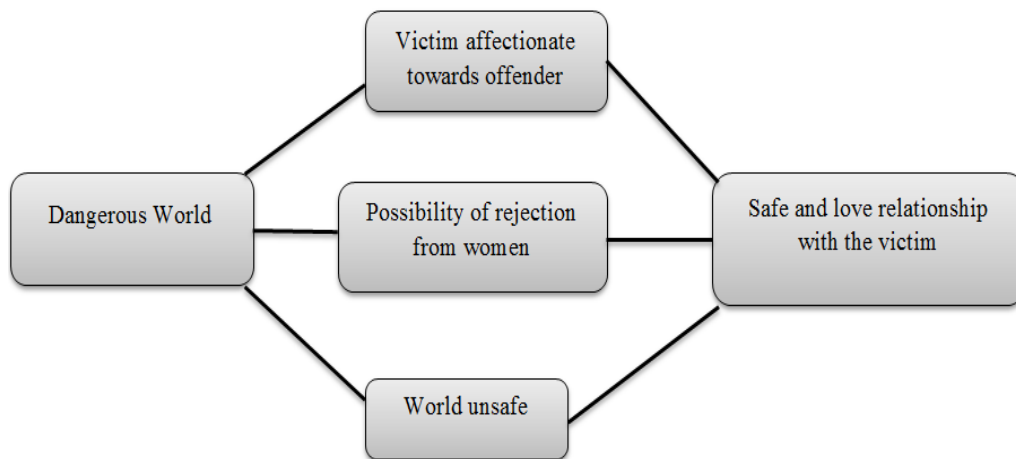 Victim affectionate
towards offender
Dangerous World
Possibility of rejection
from women
Safe and love relationship
with the victim
World unsafe